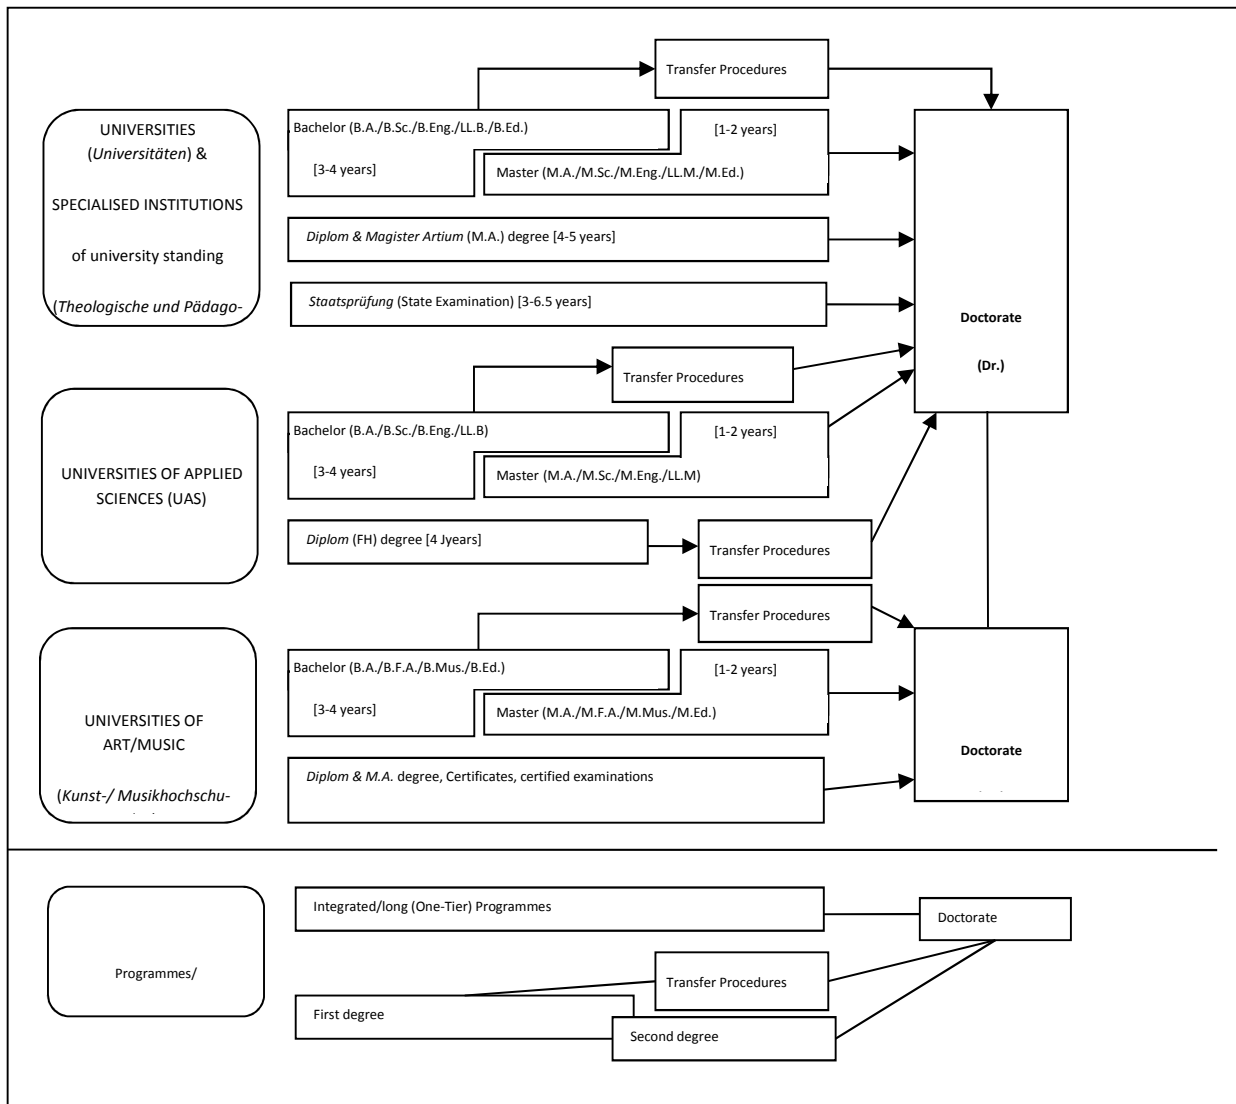 Transfer Procedures
UNIVERSITIES
(Universitäten) &
SPECIALISED INSTITUTIONS
of university standing
(Theologische und Pädago-
Bachelor (B.A./B.Sc./B.Eng./LL.B./B.Ed.)
[3-4 years]
[1-2 years]
Master (M.A./M.Sc./M.Eng./LL.M./M.Ed.)
Diplom & Magister Artium (M.A.) degree [4-5 years]
Staatsprüfung (State Examination) [3-6.5 years]
Doctorate
(Dr.)
Transfer Procedures
UNIVERSITIES OF APPLIED
SCIENCES (UAS)
Bachelor (B.A./B.Sc./B.Eng./LL.B)
[3-4 years]
[1-2 years]
Master (M.A./M.Sc./M.Eng./LL.M)
Diplom (FH) degree [4 Jyears]
Transfer Procedures
Transfer Procedures
UNIVERSITIES OF
ART/MUSIC
(Kunst-/ Musikhochschu-
Bachelor (B.A./B.F.A./B.Mus./B.Ed.)
[3-4 years]
[1-2 years]
Master (M.A./M.F.A./M.Mus./M.Ed.)
Diplom & M.A. degree, Certificates, certified examinations
Doctorate
Programmes/
Integrated/long (One-Tier) Programmes
Doctorate
Transfer Procedures
First degree
Second degree